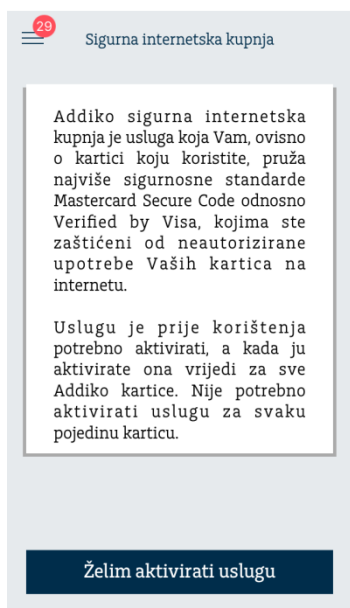 29
Sigurna internetska kupnja
Addiko sigurna internetska
kupnja je usluga koja Vam, ovisno
o kartici koju koristite, pruža
najviše sigurnosne standarde
Mastercard Secure Code odnosno
Verified by Visa, kojima ste
zaštićeni od neautorizirane
upotrebe Vaših kartica na
internetu.
Uslugu je prije korištenja
potrebno aktivirati, a kada ju
aktivirate ona vrijedi za sve
Addiko kartice. Nije potrebno
aktivirati uslugu za svaku
pojedinu karticu.
Želim aktivirati uslugu